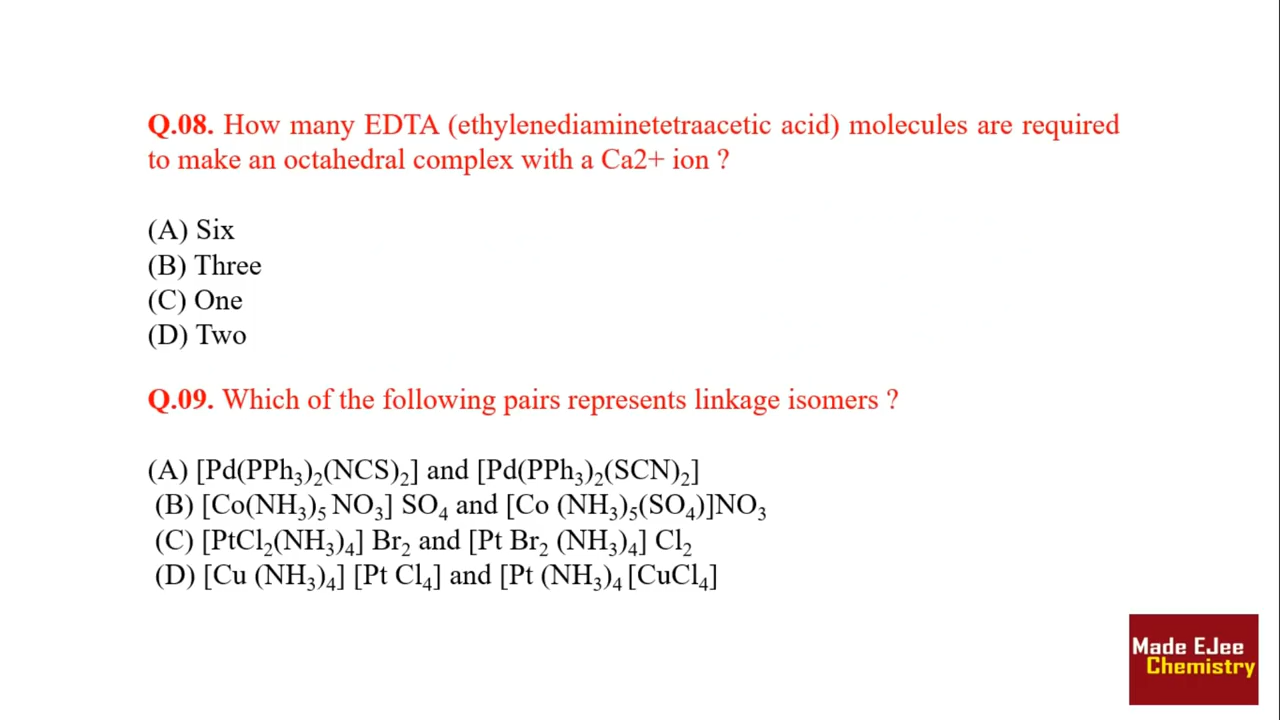 Q.08. How many EDTA (ethylenediaminetetraacetic acid) molecules are required
to make an octahedral complex with a Ca2+ ion ?
(A) Six
(B) Three
(C) One
(D) Two
Q.09. Which of the following pairs represents linkage isomers ?
(A) [Pd(PPh₃)₂(NCS)₂] and [Pd(PPh₃)₂(SCN)₂]
(B) [Co(NH₃)₅ NO₃] SO₄ and [Co (NH₃)₅(SO₄)]NO₃
(C) [PtCl₂(NH₃)₄] Br₂ and [Pt Br₂ (NH₃)₄] Cl₂
(D) [Cu (NH₃)₄] [Pt Cl₄] and [Pt (NH₃)₄ [CuCl₄]
Made EJee
Chemistry